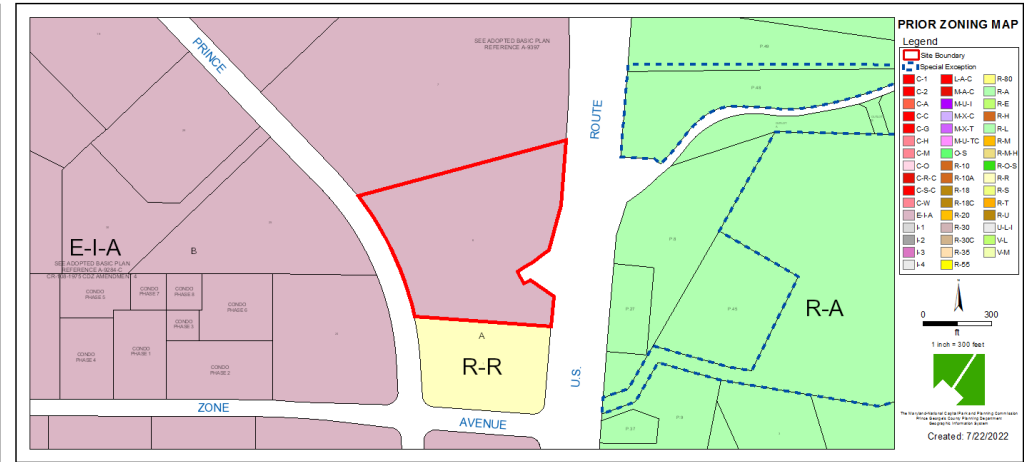 PRIOR ZONING MAP
Legend
Site Boundary
Special Exception
C-1
C-2
C-A
C-C
C-G
C-H
C-M
C-O
C-R-C
C-S-C
C-W
E-I-A
I-1
I-2
I-3
I-4
L-A-C
M-A-C
M-U-I
M-X-C
M-X-T
M-U-TC
O-S
R-10
R-10A
R-18
R-18C
R-20
R-30
R-30C
R-35
R-55
R-80
R-A
R-E
R-H
R-L
R-M
R-M-H
R-O-S
R-R
R-S
R-T
R-U
U-L-I
V-L
V-M
0 300
ft
1 inch = 300 feet
The Maryland-National Capital Park and Planning Commission
Prince George's County Planning Department
Geographic Information System
Created: 7/22/2022
SEE ADOPTED BASIC PLAN
REFERENCE A-9397
PRINCE
ROUTE
U.S.
E-I-A
B
SEE ADOPTED BASIC PLAN
REFERENCE A-9284-C
CONDO
PHASE 5
CONDO
PHASE 7
CONDO
PHASE 8
CONDO
PHASE 6
CONDO
PHASE 3
CONDO
PHASE 4
CONDO
PHASE 1
CONDO
PHASE 2
A
R-R
R-A
ZONE
AVENUE